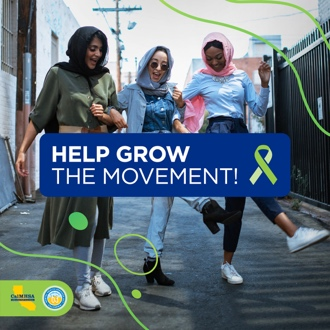 HELP GROW
THE MOVEMENT!
CalMHSA